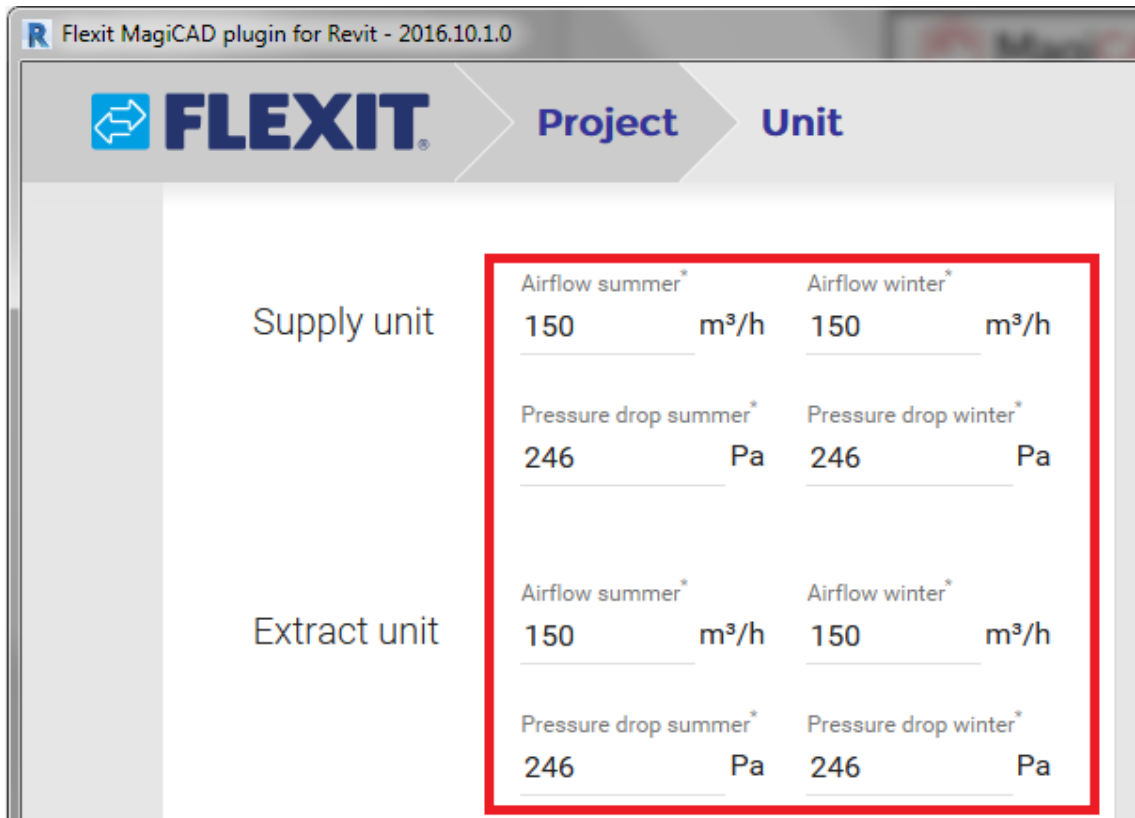 Flexit MagiCAD plugin for Revit - 2016.10.1.0
FLEXIT® Project Unit
Airflow summer* Airflow winter*
Supply unit 150 m³/h 150 m³/h
Pressure drop summer* Pressure drop winter*
246 Pa 246 Pa
Airflow summer* Airflow winter*
Extract unit 150 m³/h 150 m³/h
Pressure drop summer* Pressure drop winter*
246 Pa 246 Pa